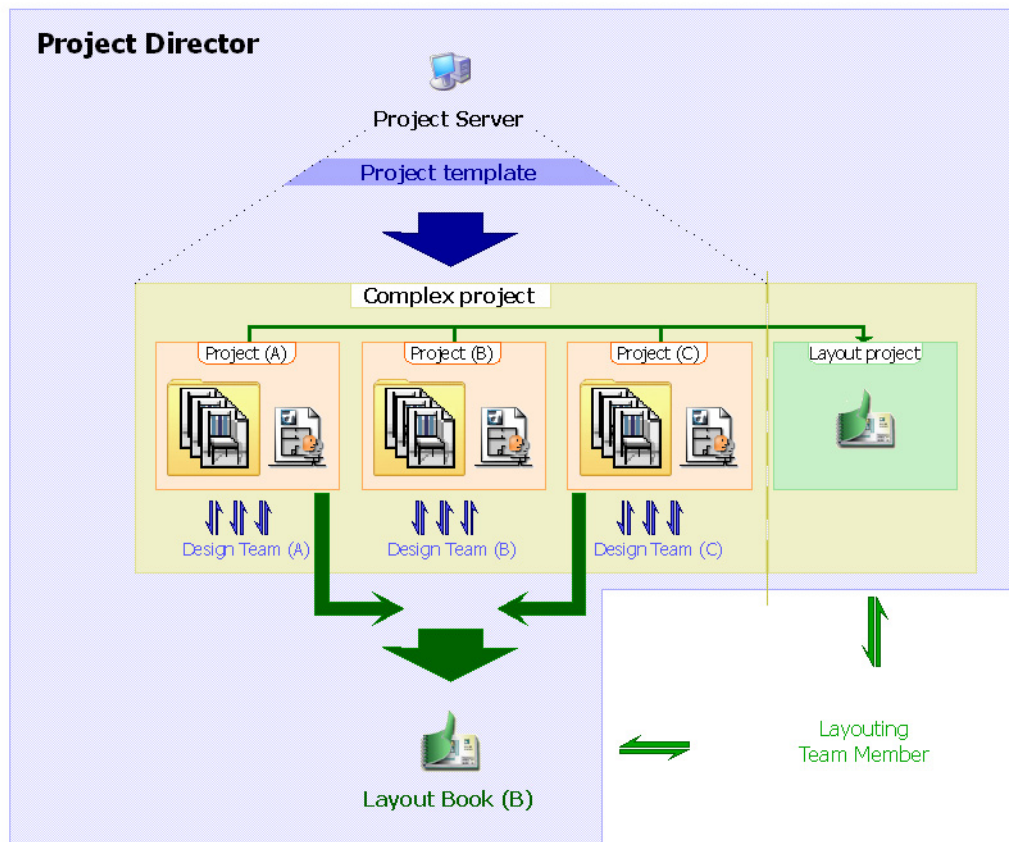 Project Director
Project Server
Project template
Complex project
Project (A)
Project (B)
Project (C)
Layout project
Design Team (A)
Design Team (B)
Design Team (C)
Layouting
Team Member
Layout Book (B)